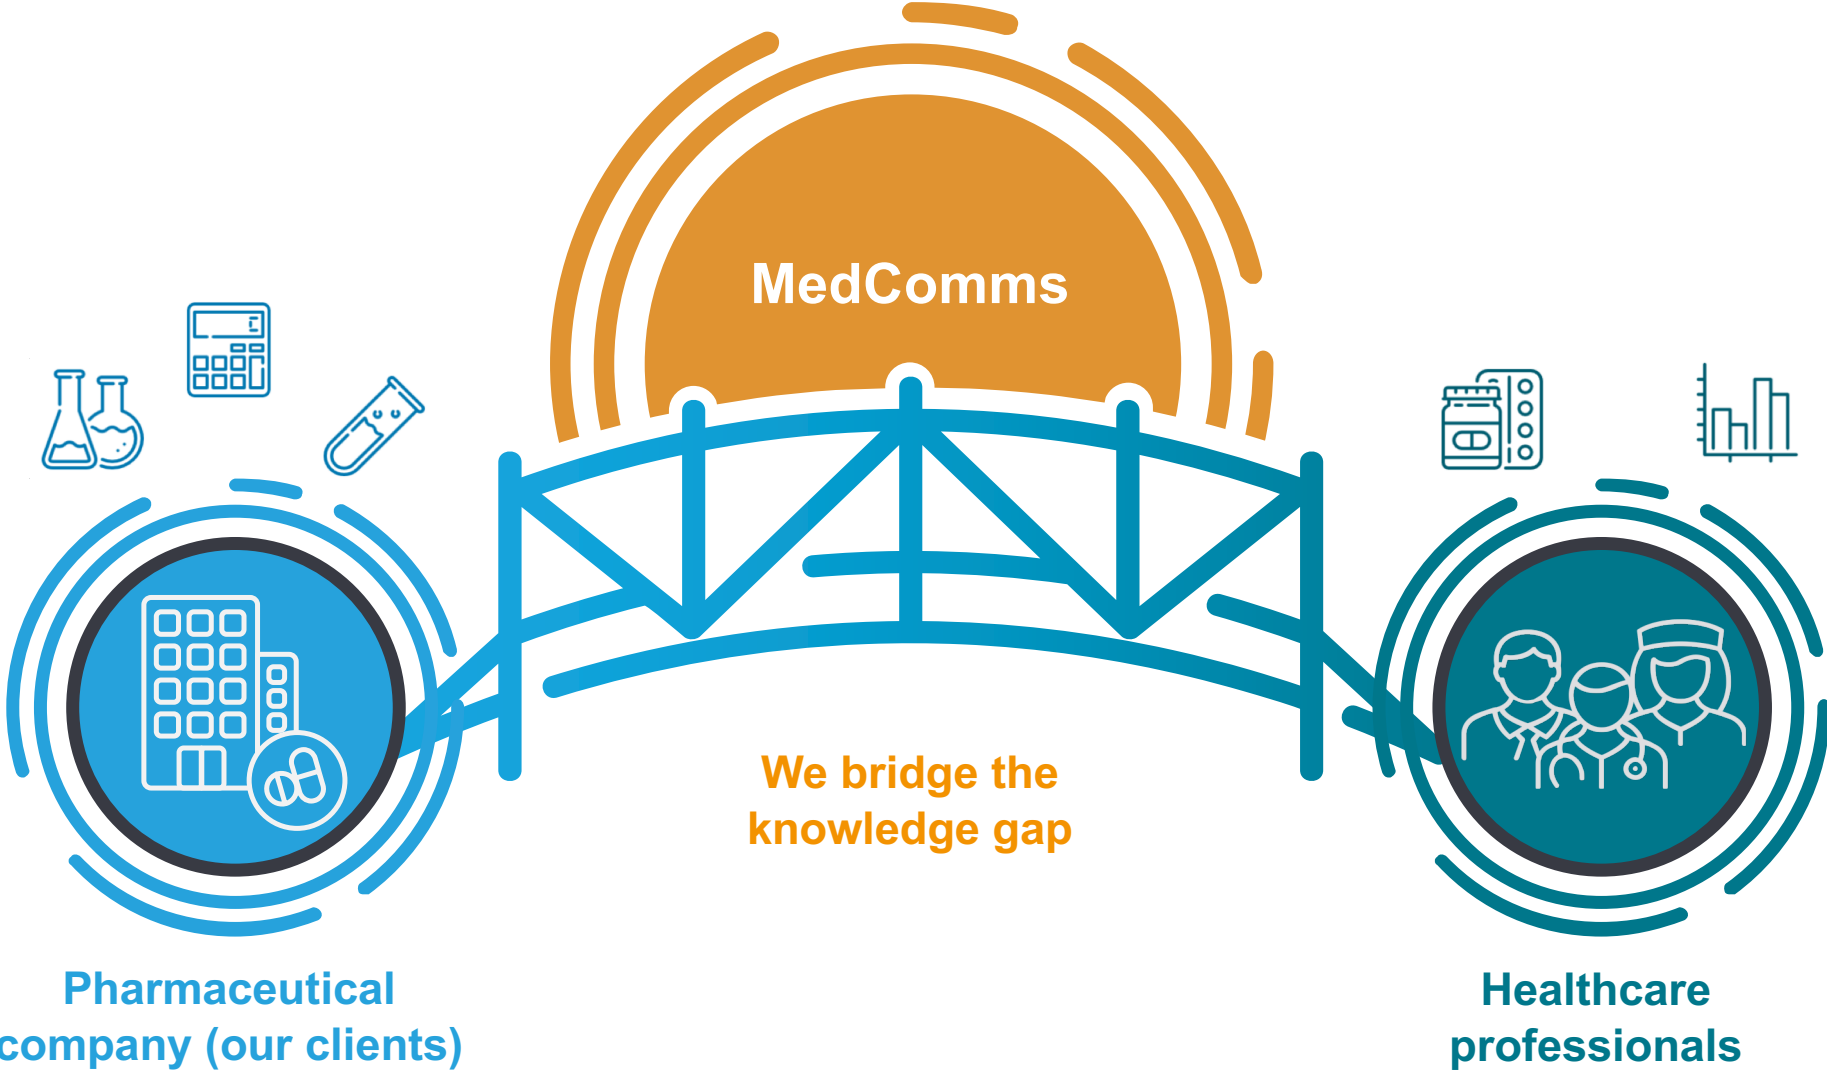 MedComms
We bridge the
knowledge gap
Pharmaceutical
company (our clients)
Healthcare
professionals